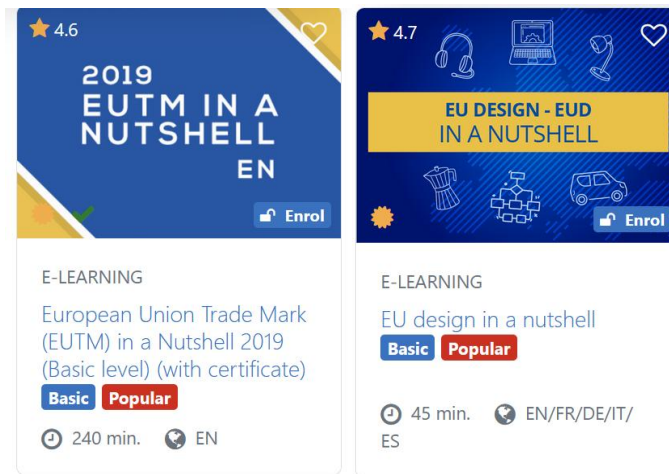 4.6
2019
EUTM IN A
NUTSHELL
EN
Enrol
E-LEARNING
European Union Trade Mark
(EUTM) in a Nutshell 2019
(Basic level) (with certificate)
Basic Popular
240 min. EN
4.7
EU DESIGN - EUD
IN A NUTSHELL
Enrol
E-LEARNING
EU design in a nutshell
Basic Popular
45 min. EN/FR/DE/IT/
ES